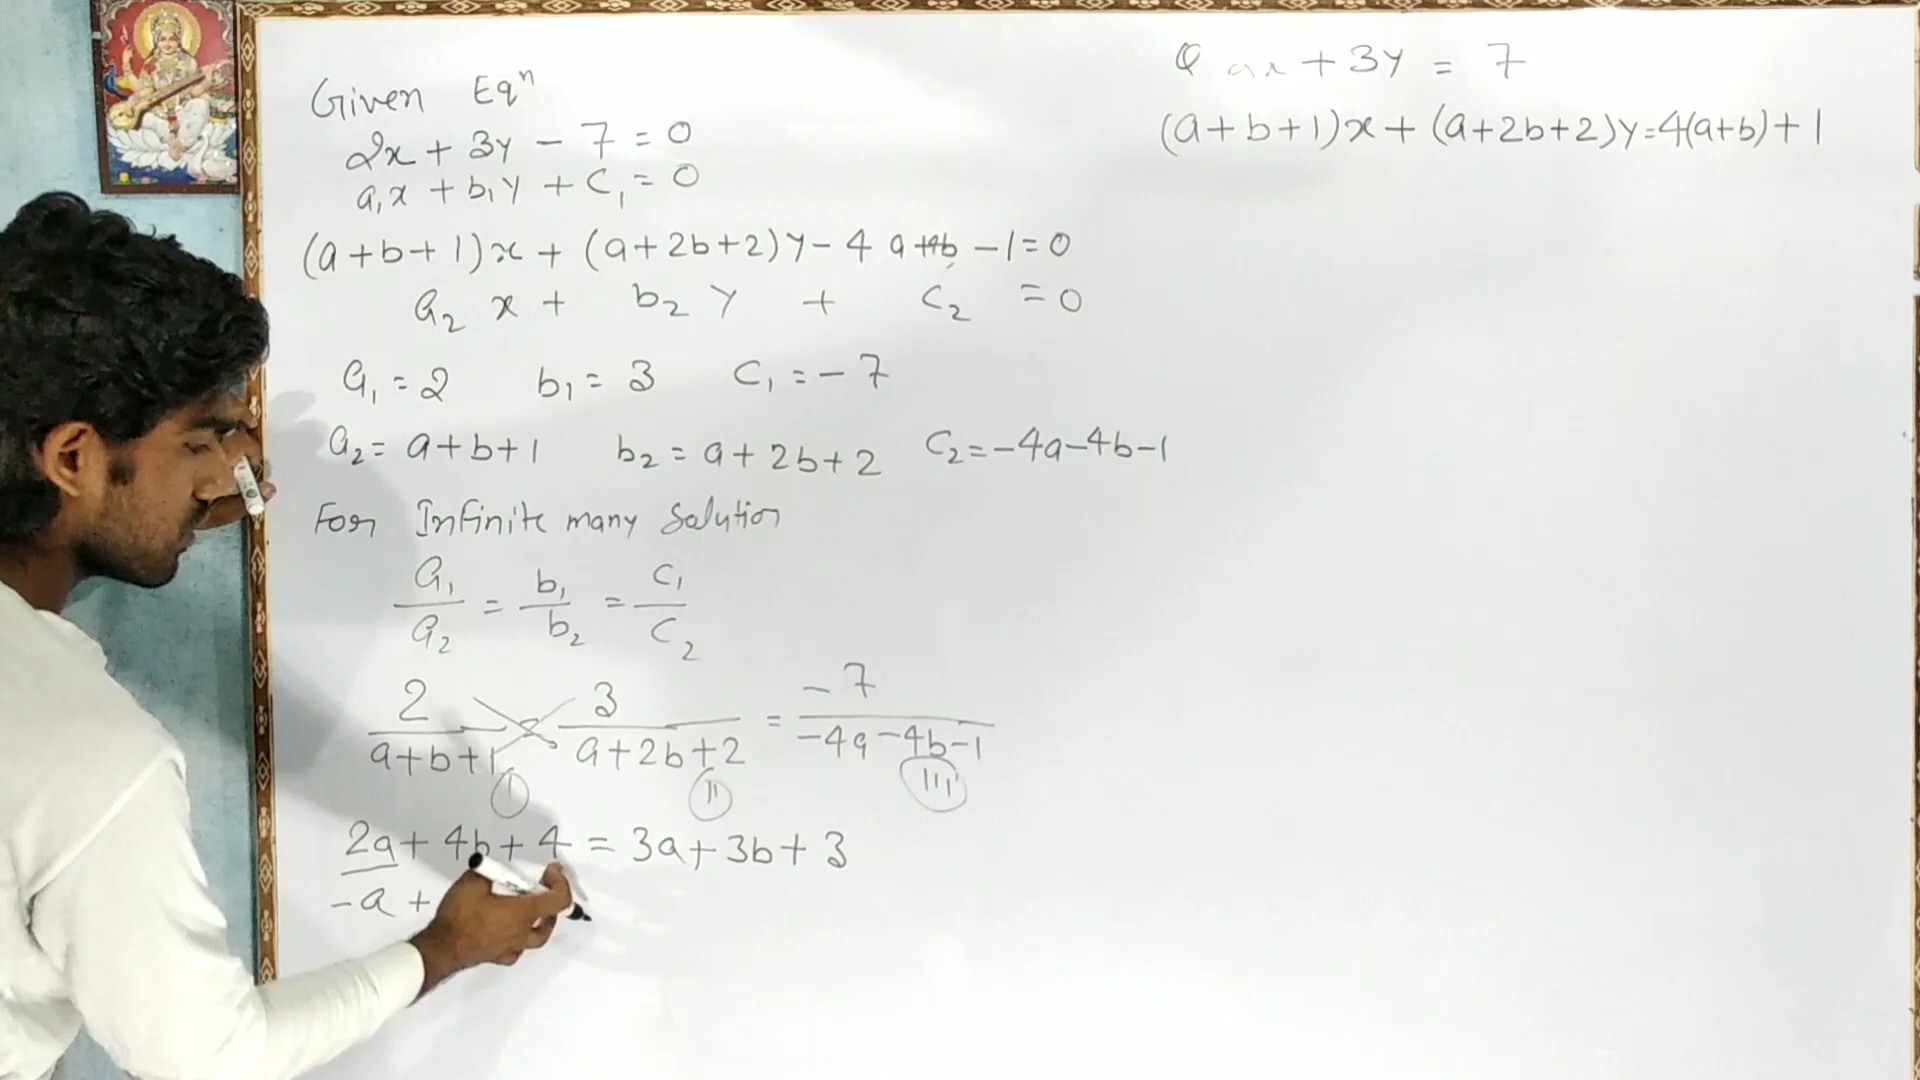 Given Eqⁿ
2x + 3y - 7 = 0
a₁x + b₁y + c₁ = 0
(a+b+1)x + (a+2b+2)y - 4 a+4b -1=0
a₂ x + b₂ y + c₂ = 0
a₁ = 2 b₁ = 3 c₁ = -7
a₂ = a+b+1 b₂ = a+2b+2 c₂ = -4a-4b-1
For Infinite many Solution
a₁/a₂ = b₁/b₂ = c₁/c₂
2/(a+b+1) 3/(a+2b+2) = -7/(-4a-4b-1)
I II III
2a + 4b + 4 = 3a + 3b + 3
-a +
Q x + 3y = 7
(a+b+1)x + (a+2b+2)y=4(a+b)+1